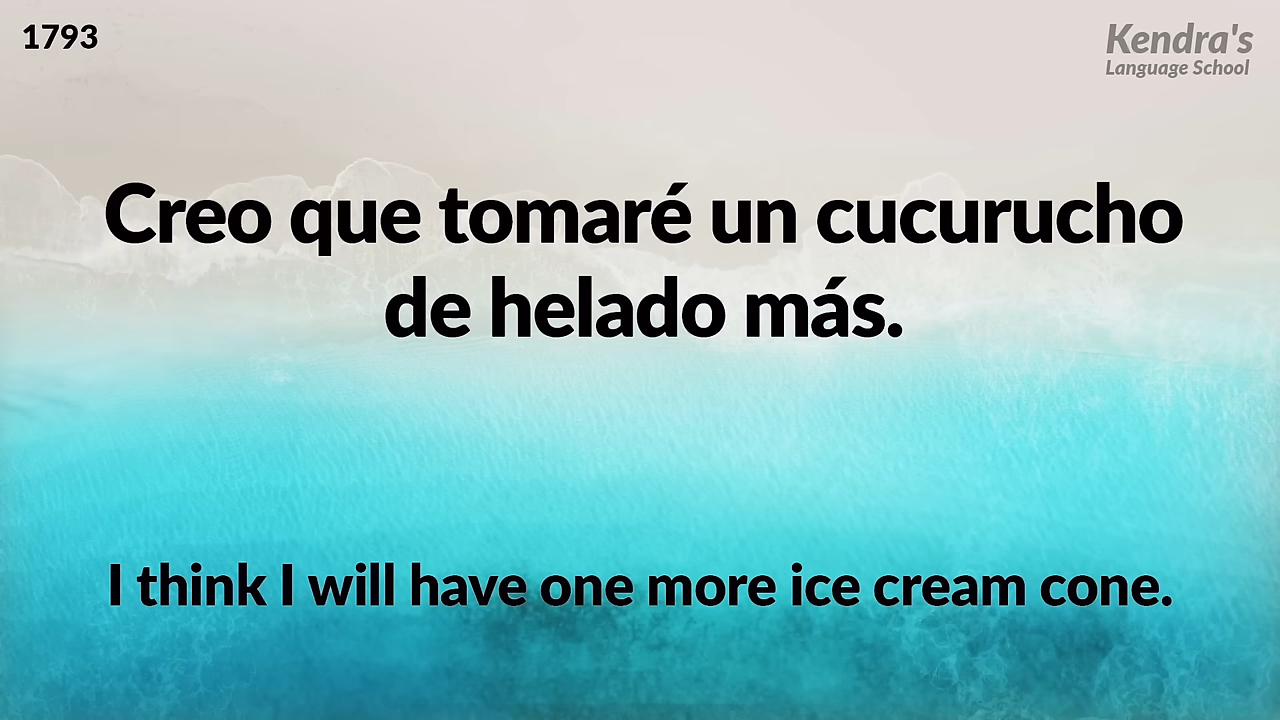 1793
Kendra's
Language School
Creo que tomaré un cucurucho
de helado más.
I think I will have one more ice cream cone.